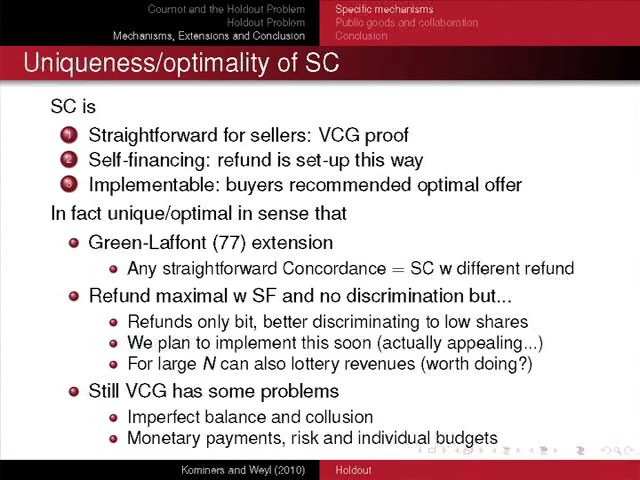 Cournot and the Holdout Problem
Holdout Problem
Mechanisms, Extensions and Conclusion
Specific mechanisms
Public goods and collaboration
Conclusion
Uniqueness/optimality of SC
SC is
1 Straightforward for sellers: VCG proof
2 Self-financing: refund is set-up this way
3 Implementable: buyers recommended optimal offer
In fact unique/optimal in sense that
Green-Laffont (77) extension
Any straightforward Concordance = SC w different refund
Refund maximal w SF and no discrimination but...
Refunds only bit, better discriminating to low shares
We plan to implement this soon (actually appealing...)
For large N can also lottery revenues (worth doing?)
Still VCG has some problems
Imperfect balance and collusion
Monetary payments, risk and individual budgets
Kominers and Weyl (2010)
Holdout